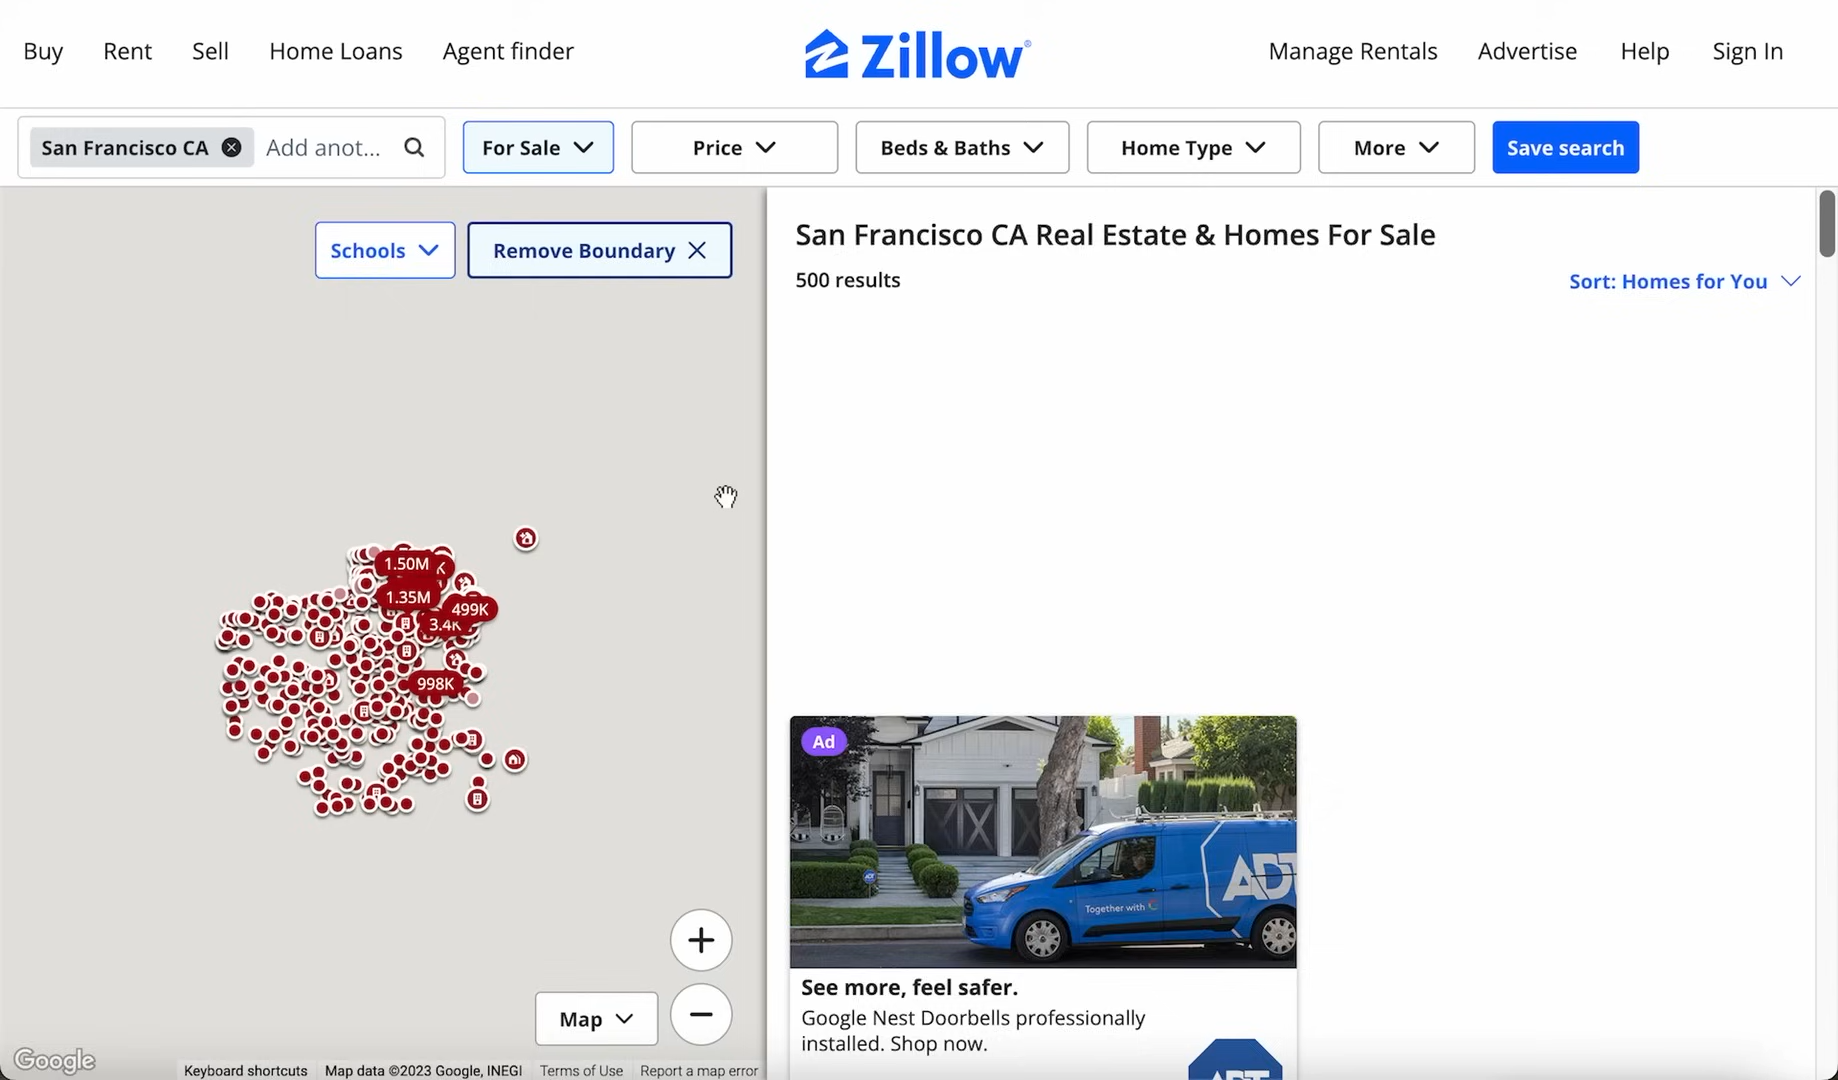 Buy Rent Sell Home Loans Agent finder Zillow® Manage Rentals Advertise Help Sign In
San Francisco CA Add anot... For Sale Price Beds & Baths Home Type More Save search
Schools Remove Boundary
San Francisco CA Real Estate & Homes For Sale
500 results
Sort: Homes for You
1.50M
K
1.35M
499K
3.4K
998K
Ad
ADT
Together with G
ADT
See more, feel safer.
Google Nest Doorbells professionally
installed. Shop now.
Map
Google
Keyboard shortcuts Map data ©2023 Google, INEGI Terms of Use Report a map error